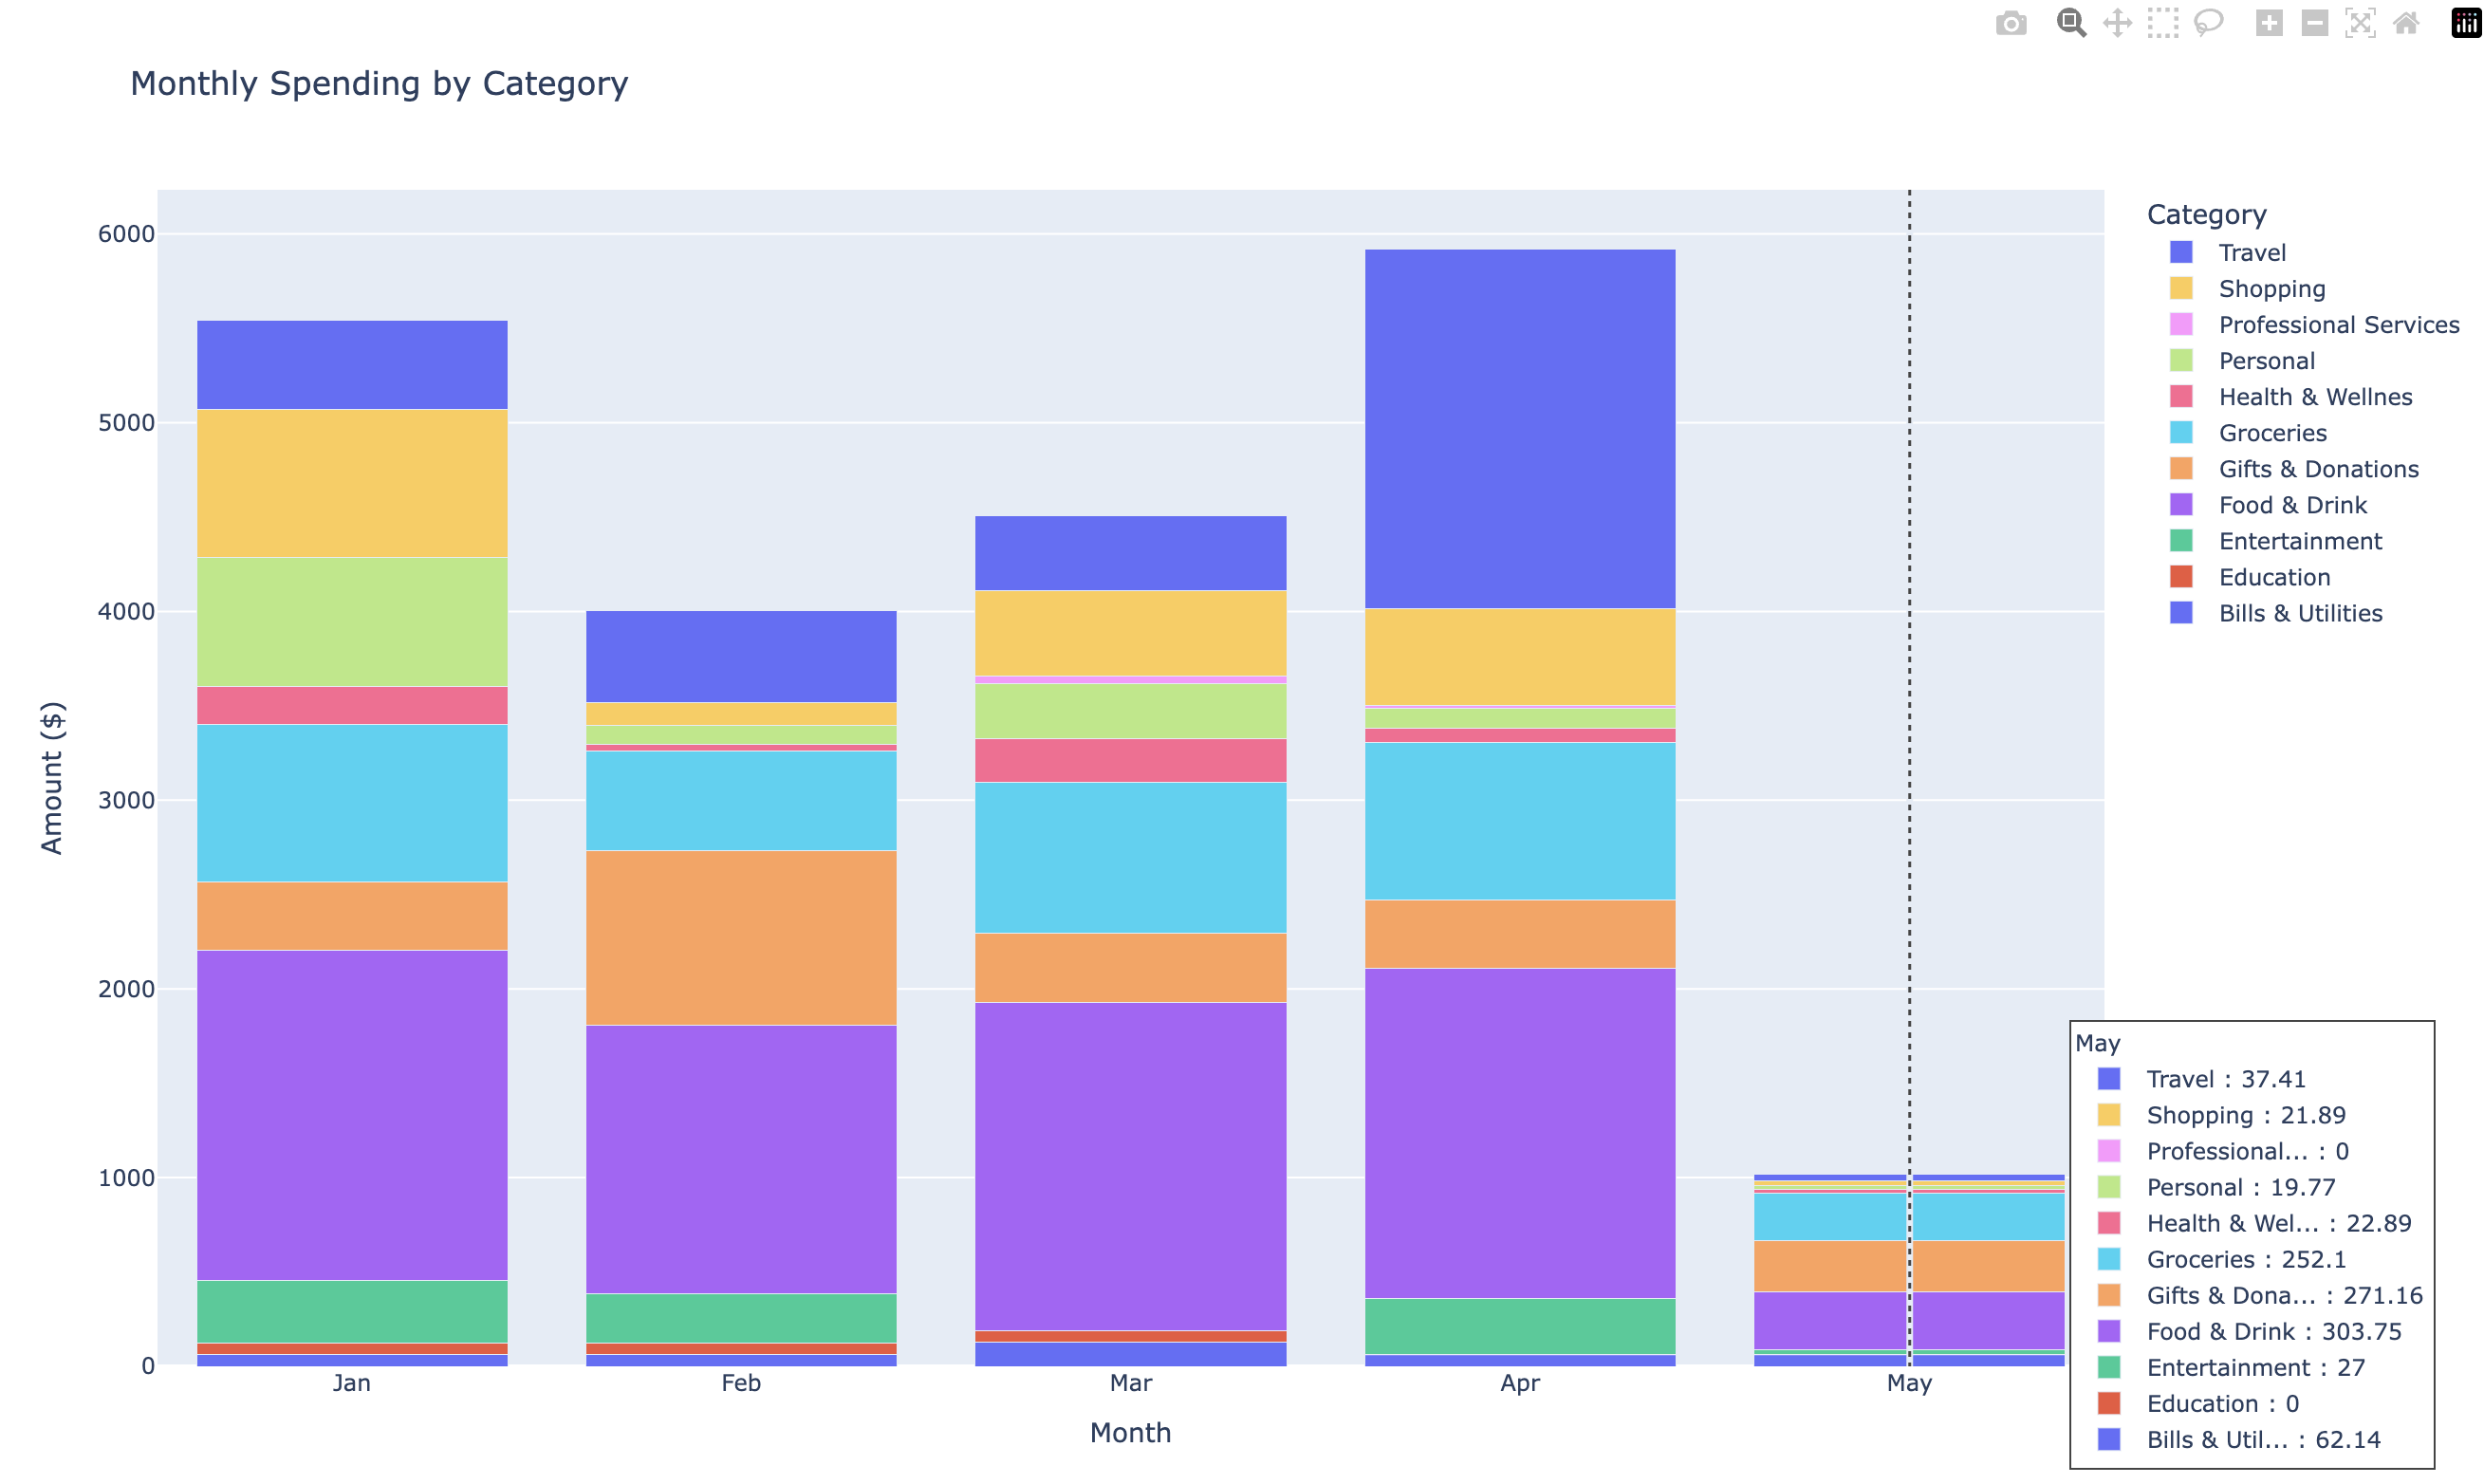 Monthly Spending by Category
6000
5000
4000
3000
2000
1000
0
Amount ($)
Jan
Feb
Mar
Apr
May
Month
Category
Travel
Shopping
Professional Services
Personal
Health & Wellnes
Groceries
Gifts & Donations
Food & Drink
Entertainment
Education
Bills & Utilities
May
Travel : 37.41
Shopping : 21.89
Professional... : 0
Personal : 19.77
Health & Wel... : 22.89
Groceries : 252.1
Gifts & Dona... : 271.16
Food & Drink : 303.75
Entertainment : 27
Education : 0
Bills & Util... : 62.14